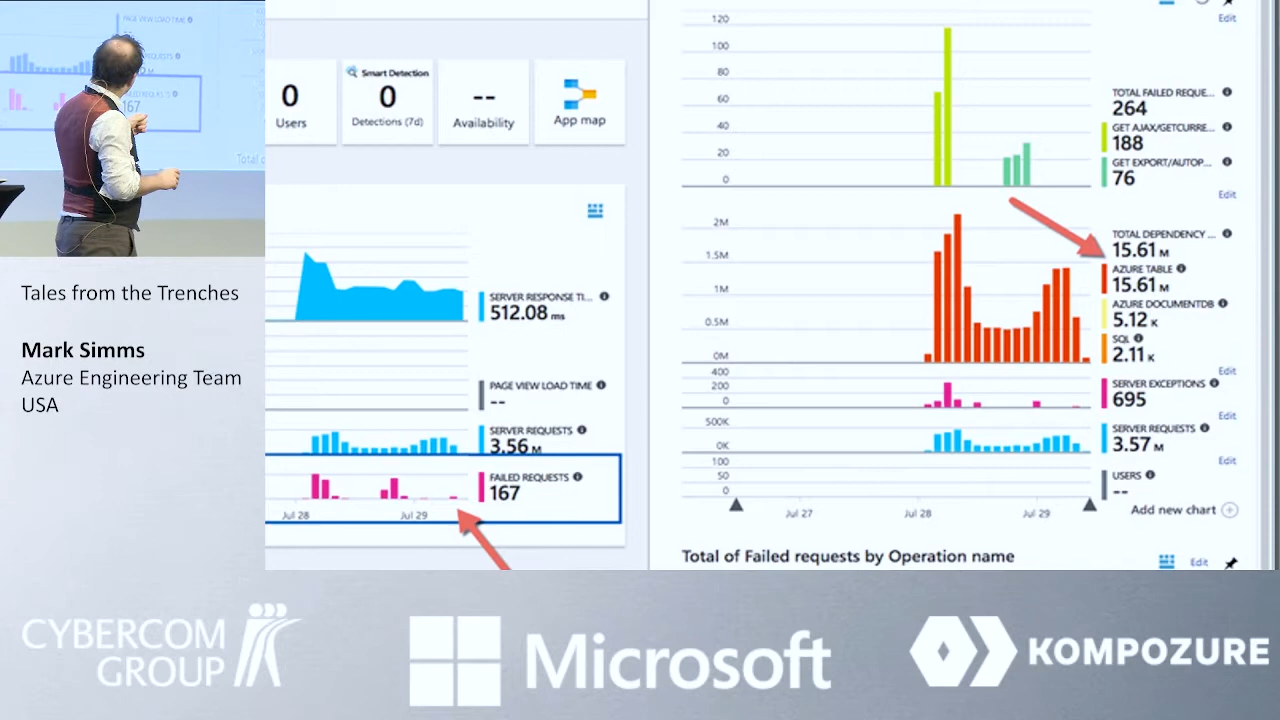 PAGE VIEW LOAD TIME
167
Tales from the Trenches
Mark Simms
Azure Engineering Team
USA
0
Users
Smart Detection
0
Detections (7d)
--
Availability
App map
SERVER RESPONSE TI...
512.08 ms
PAGE VIEW LOAD TIME
--
SERVER REQUESTS
3.56 M
FAILED REQUESTS
167
Jul 28
Jul 29
Edit
120
100
80
60
40
20
0
TOTAL FAILED REQUE...
264
GET AJAX/GETCURRE...
188
GET EXPORT/AUTOP...
76
Edit
2M
1.5M
1M
0.5M
0M
TOTAL DEPENDENCY ...
15.61 M
AZURE TABLE
15.61 M
AZURE DOCUMENTDB
5.12 K
SQL
2.11 K
Edit
400
200
0
SERVER EXCEPTIONS
695
Edit
500K
0K
SERVER REQUESTS
3.57 M
Edit
100
50
0
USERS
--
Jul 27
Jul 28
Jul 29
Add new chart
Total of Failed requests by Operation name
Edit
CYBERCOM
GROUP
Microsoft
KOMPOZURE